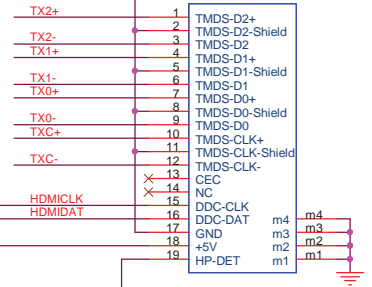 TX2+ 1 TMDS-D2+
2 TMDS-D2-Shield
TX2- 3 TMDS-D2
TX1+ 4 TMDS-D1+
5 TMDS-D1-Shield
TX1- 6 TMDS-D1
TX0+ 7 TMDS-D0+
8 TMDS-D0-Shield
TX0- 9 TMDS-D0
TXC+ 10 TMDS-CLK+
11 TMDS-CLK-Shield
TXC- 12 TMDS-CLK-
13 CEC
14 NC
HDMICLK 15 DDC-CLK
HDMIDAT 16 DDC-DAT m4 m4
17 GND m3 m3
18 +5V m2 m2
19 HP-DET m1 m1